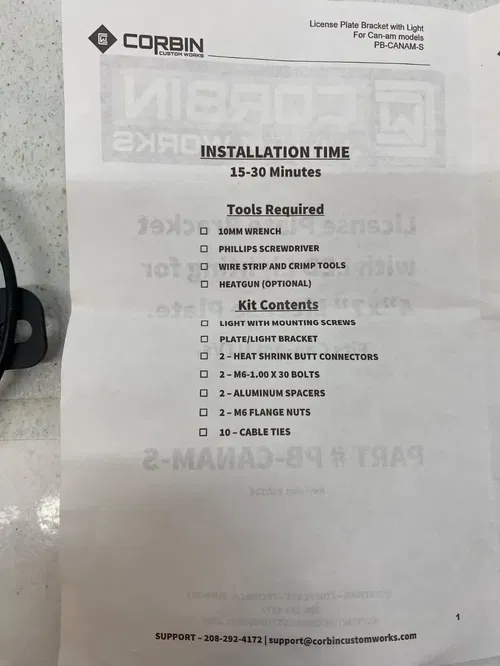 CORBIN
CUSTOM WORKS
License Plate Bracket with Light
For Can-am models
PB-CANAM-S
INSTALLATION TIME
15-30 Minutes
Tools Required
☐ 10MM WRENCH
☐ PHILLIPS SCREWDRIVER
☐ WIRE STRIP AND CRIMP TOOLS
☐ HEATGUN (OPTIONAL)
Kit Contents
☐ LIGHT WITH MOUNTING SCREWS
☐ PLATE/LIGHT BRACKET
☐ 2 – HEAT SHRINK BUTT CONNECTORS
☐ 2 – M6-1.00 X 30 BOLTS
☐ 2 – ALUMINUM SPACERS
☐ 2 – M6 FLANGE NUTS
☐ 10 – CABLE TIES
1
SUPPORT – 208-292-4172 | support@corbincustomworks.com